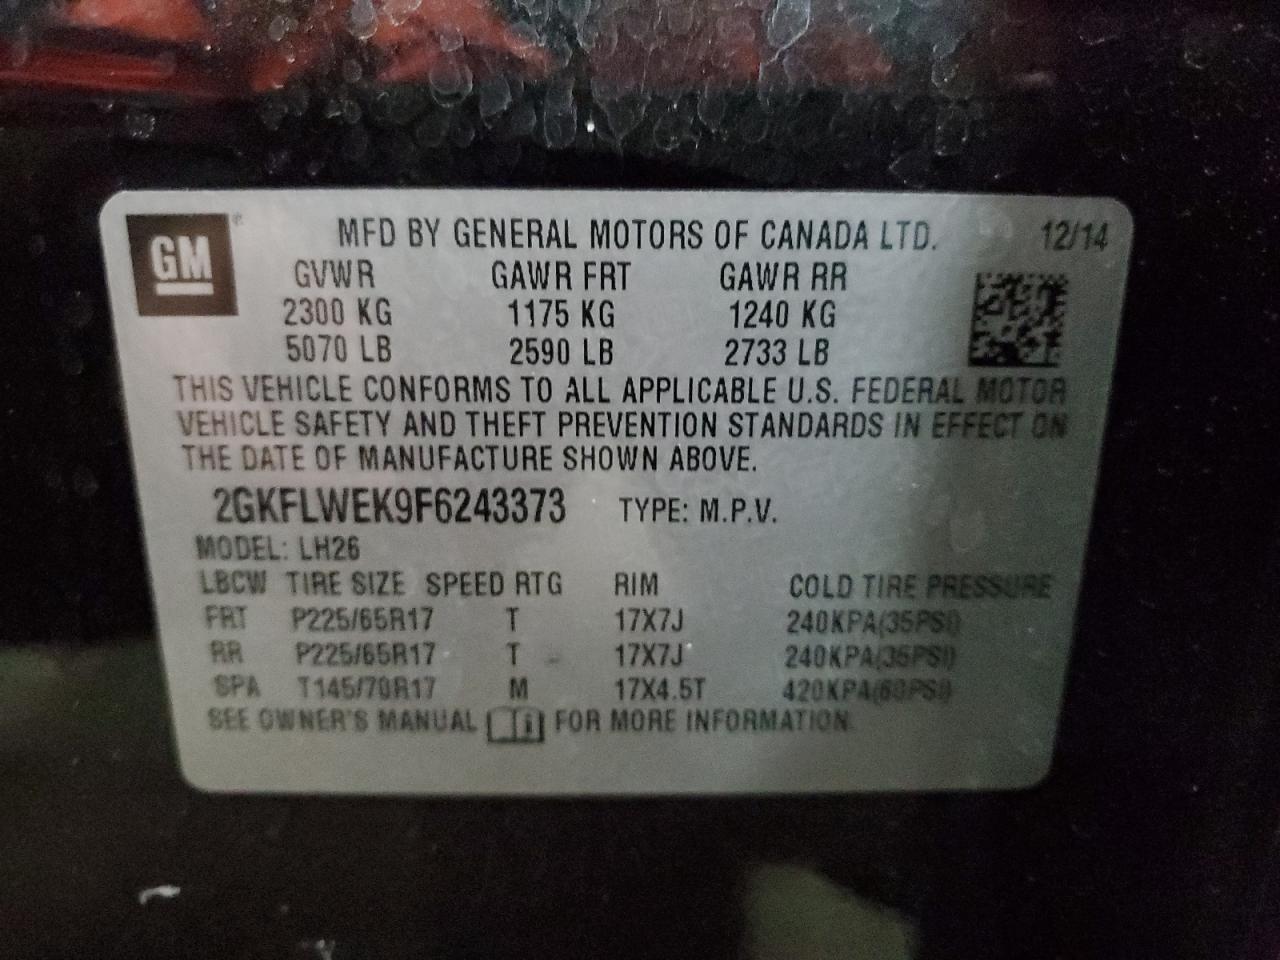 GM
MFD BY GENERAL MOTORS OF CANADA LTD. 12/14
GVWR GAWR FRT GAWR RR
2300 KG 1175 KG 1240 KG
5070 LB 2590 LB 2733 LB
THIS VEHICLE CONFORMS TO ALL APPLICABLE U.S. FEDERAL MOTOR
VEHICLE SAFETY AND THEFT PREVENTION STANDARDS IN EFFECT ON
THE DATE OF MANUFACTURE SHOWN ABOVE.
2GKFLWEK9F6243373 TYPE: M.P.V.
MODEL: LH26
LBCW TIRE SIZE SPEED RTG RIM COLD TIRE PRESSURE
FRT P225/65R17 T 17X7J 240KPA(35PSI)
RR P225/65R17 T 17X7J 240KPA(35PSI)
SPA T145/70R17 M 17X4.5T 420KPA(60PSI)
SEE OWNER'S MANUAL FOR MORE INFORMATION.